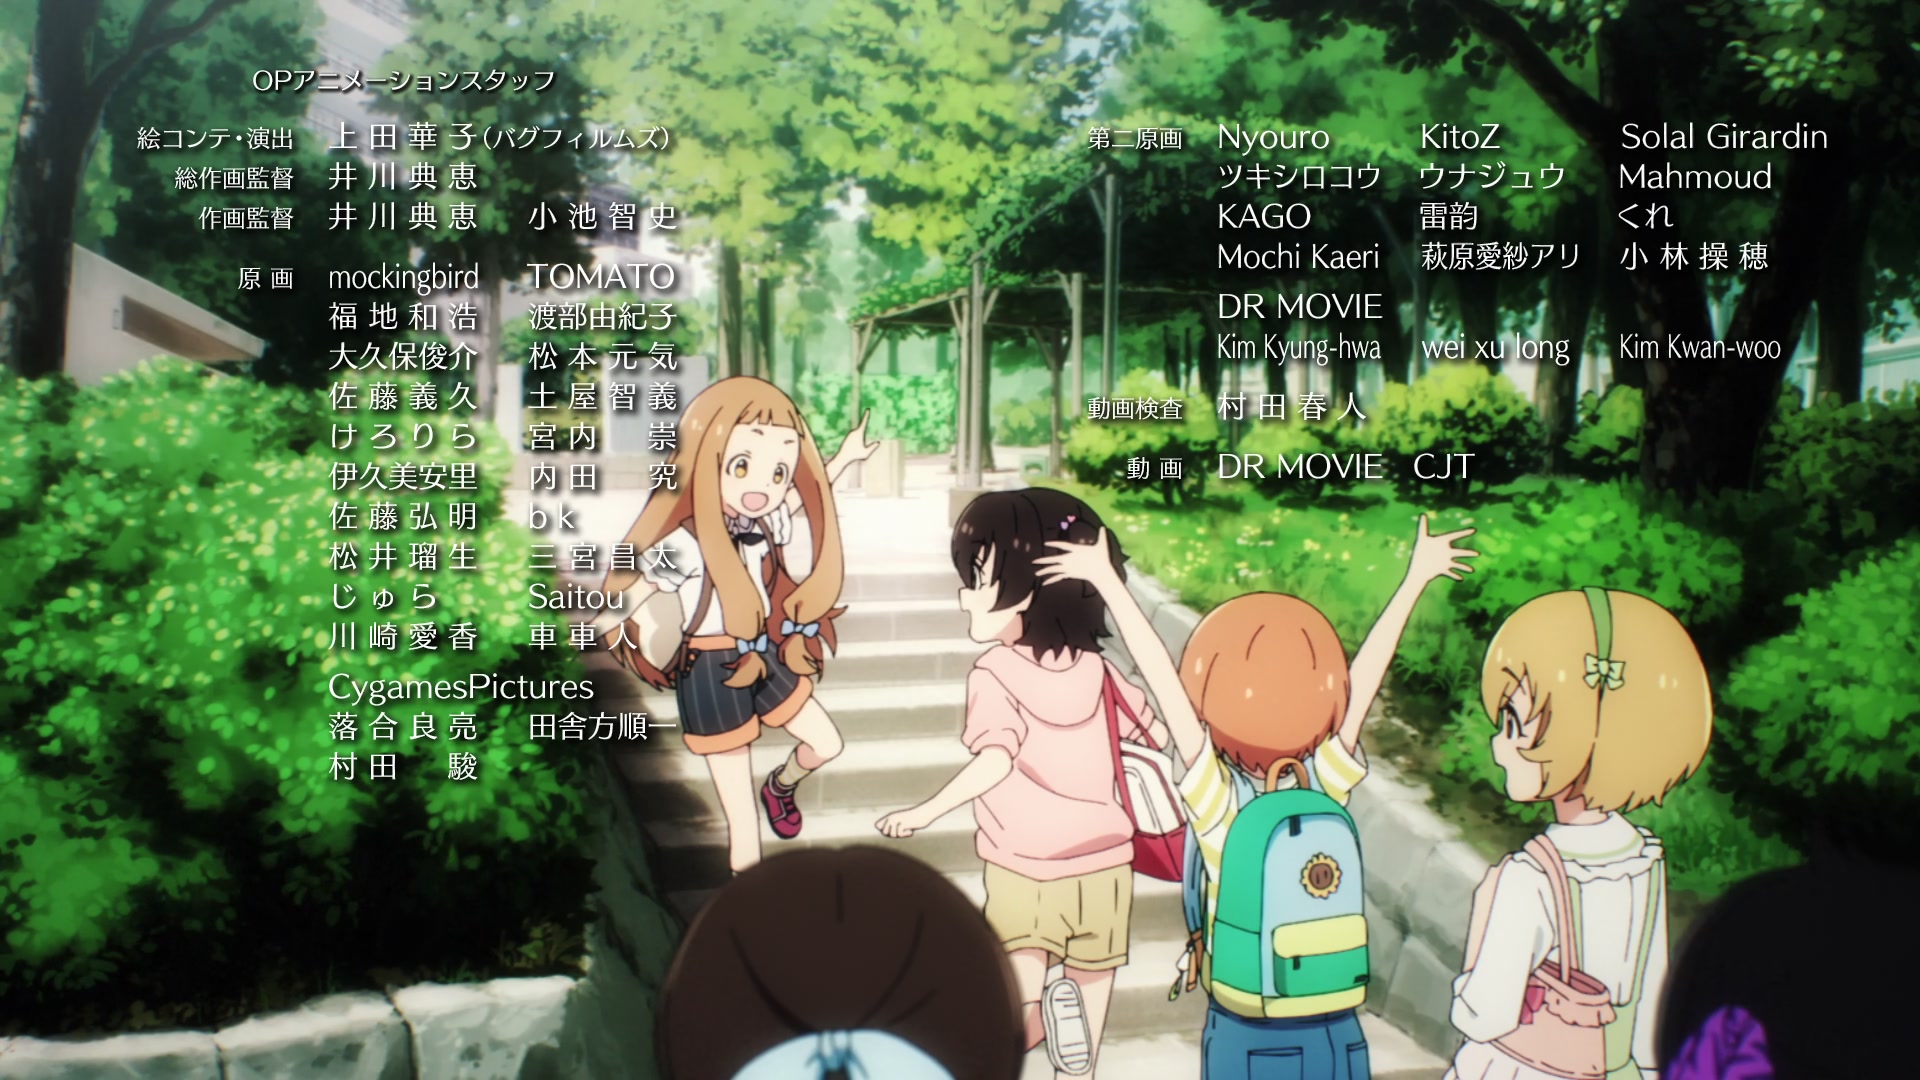 OPアニメーションスタッフ
絵コンテ・演出 上田華子（バグフィルムズ）
総作画監督 井川典恵
作画監督 井川典恵 小池智史
原画 mockingbird TOMATO
福地和浩 渡部由紀子
大久保俊介 松本元気
佐藤義久 土屋智義
けろりら 宮内崇
伊久美安里 内田究
佐藤弘明 bk
松井瑠生 三宮昌太
じゅら Saitou
川崎愛香 車車人
CygamesPictures
落合良亮 田舎方順一
村田駿
第二原画 Nyouro KitoZ Solal Girardin
ツキシロコウ ウナジュウ Mahmoud
KAGO 雷韵 くれ
Mochi Kaeri 萩原愛紗アリ 小林操穂
DR MOVIE
Kim Kyung-hwa wei xu long Kim Kwan-woo
動画検査 村田春人
動画 DR MOVIE CJT